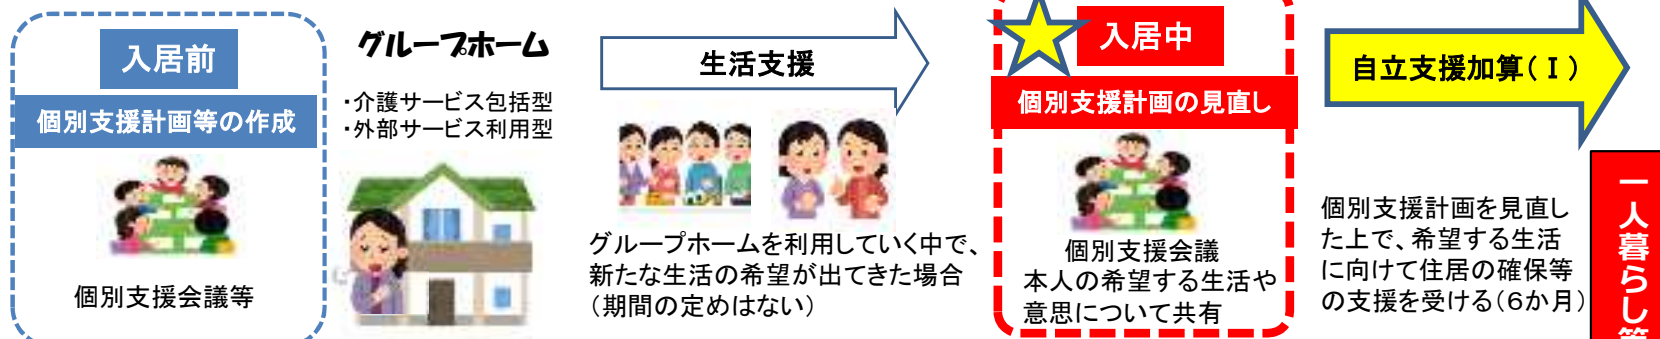 入居前
個別支援計画等の作成
個別支援会議等
グループホーム
・介護サービス包括型
・外部サービス利用型
生活支援
グループホームを利用していく中で、
新たな生活の希望が出てきた場合
（期間の定めはない）
入居中
個別支援計画の見直し
個別支援会議
本人の希望する生活や
意思について共有
自立支援加算（Ⅰ）
個別支援計画を見直し
た上で、希望する生活
に向けて住居の確保等
の支援を受ける（６か月）
一人暮らし等